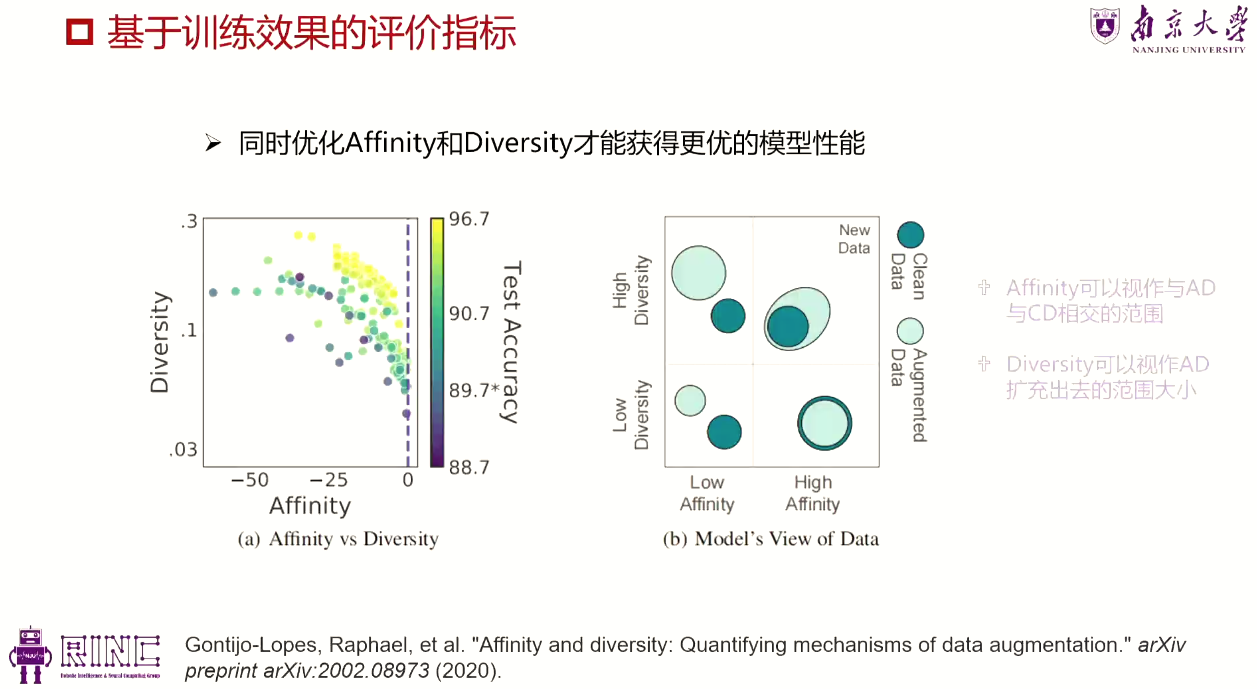 基于训练效果的评价指标
南京大学
NANJING UNIVERSITY
同时优化Affinity和Diversity才能获得更优的模型性能
.3
.1
.03
Diversity
−50
−25
0
Affinity
96.7
90.7
89.7*
88.7
Test Accuracy
(a) Affinity vs Diversity
New
Data
High
Diversity
Low
Diversity
Low
Affinity
High
Affinity
Clean
Data
Augmented
Data
(b) Model's View of Data
Affinity可以视作与AD
与CD相交的范围
Diversity可以视作AD
扩充出去的范围大小
RINC
Robotic Intelligence & Neural Computing Group
Gontijo-Lopes, Raphael, et al. "Affinity and diversity: Quantifying mechanisms of data augmentation." arXiv
preprint arXiv:2002.08973 (2020).